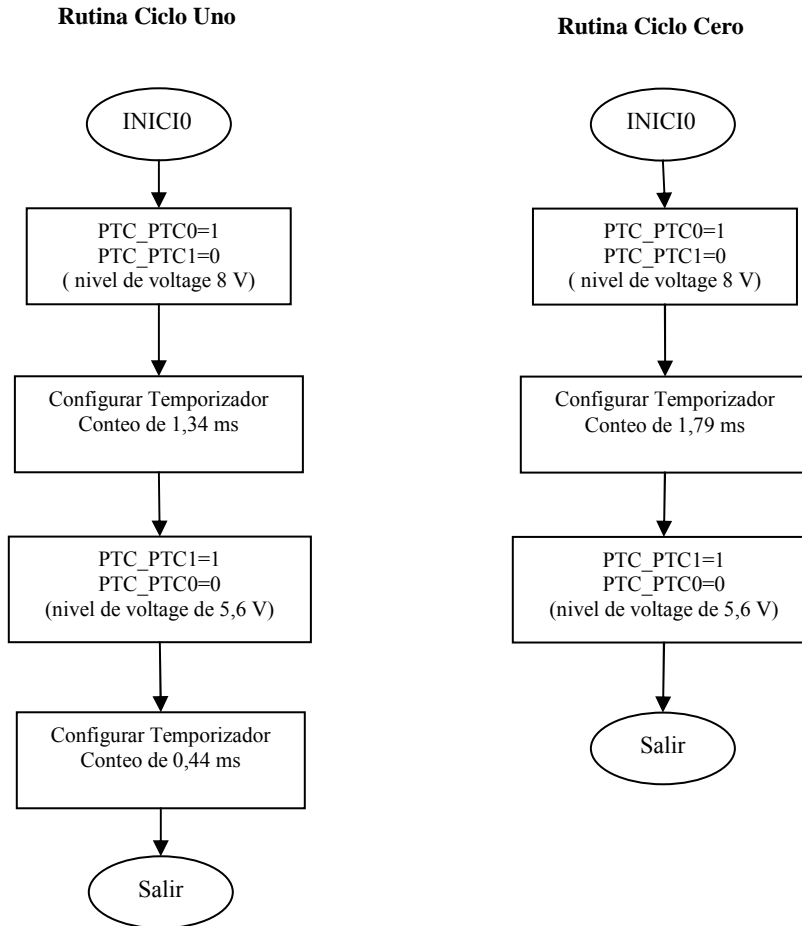 Rutina Ciclo Uno
INICI0
PTC_PTC0=1
PTC_PTC1=0
( nivel de voltage 8 V)
Configurar Temporizador
Conteo de 1,34 ms
PTC_PTC1=1
PTC_PTC0=0
(nivel de voltage de 5,6 V)
Configurar Temporizador
Conteo de 0,44 ms
Salir
Rutina Ciclo Cero
INICI0
PTC_PTC0=1
PTC_PTC1=0
( nivel de voltage 8 V)
Configurar Temporizador
Conteo de 1,79 ms
PTC_PTC1=1
PTC_PTC0=0
(nivel de voltage de 5,6 V)
Salir